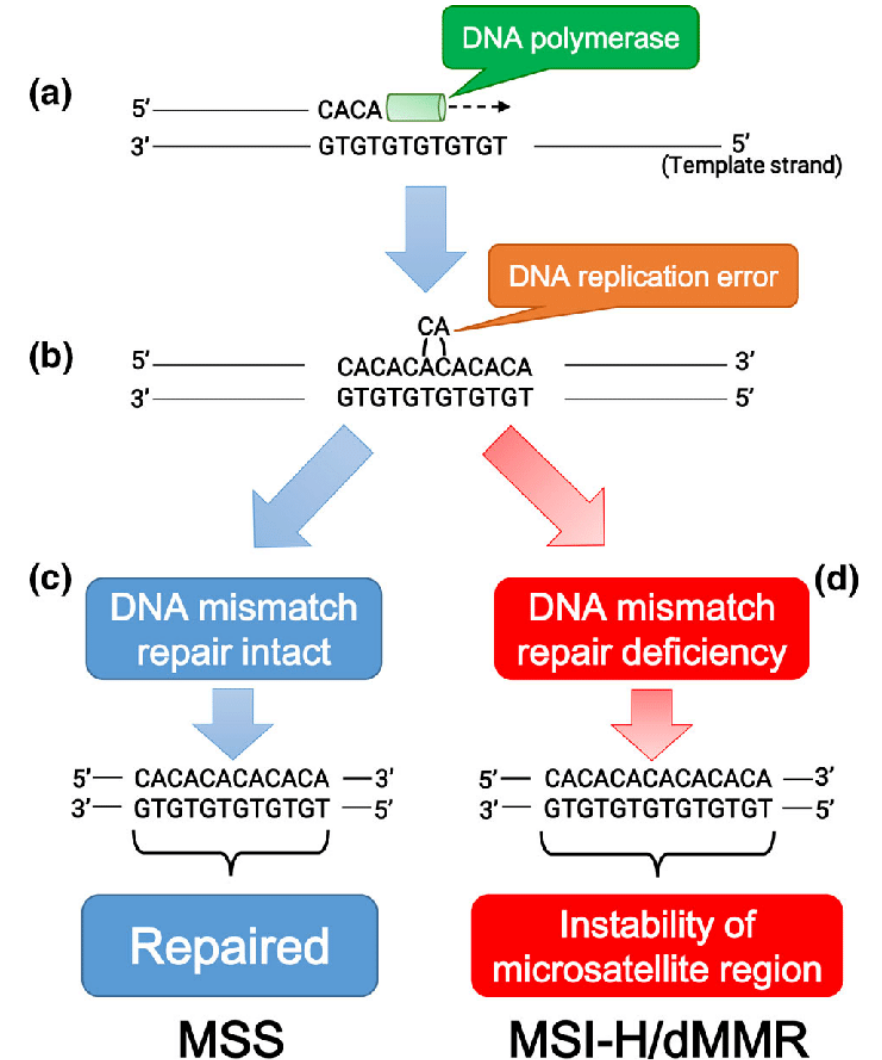 DNA polymerase
(a)
5′ CACA
3′ GTGTGTGTGTGT 5′
(Template strand)
DNA replication error
CA
(b)
5′ CACACACACACA 3′
3′ GTGTGTGTGTGT 5′
(c)
DNA mismatch
repair intact
(d)
DNA mismatch
repair deficiency
5′ CACACACACACA 3′
3′ GTGTGTGTGTGT 5′
5′ CACACACACACACA 3′
3′ GTGTGTGTGTGTGT 5′
Repaired
Instability of
microsatellite region
MSS
MSI-H/dMMR